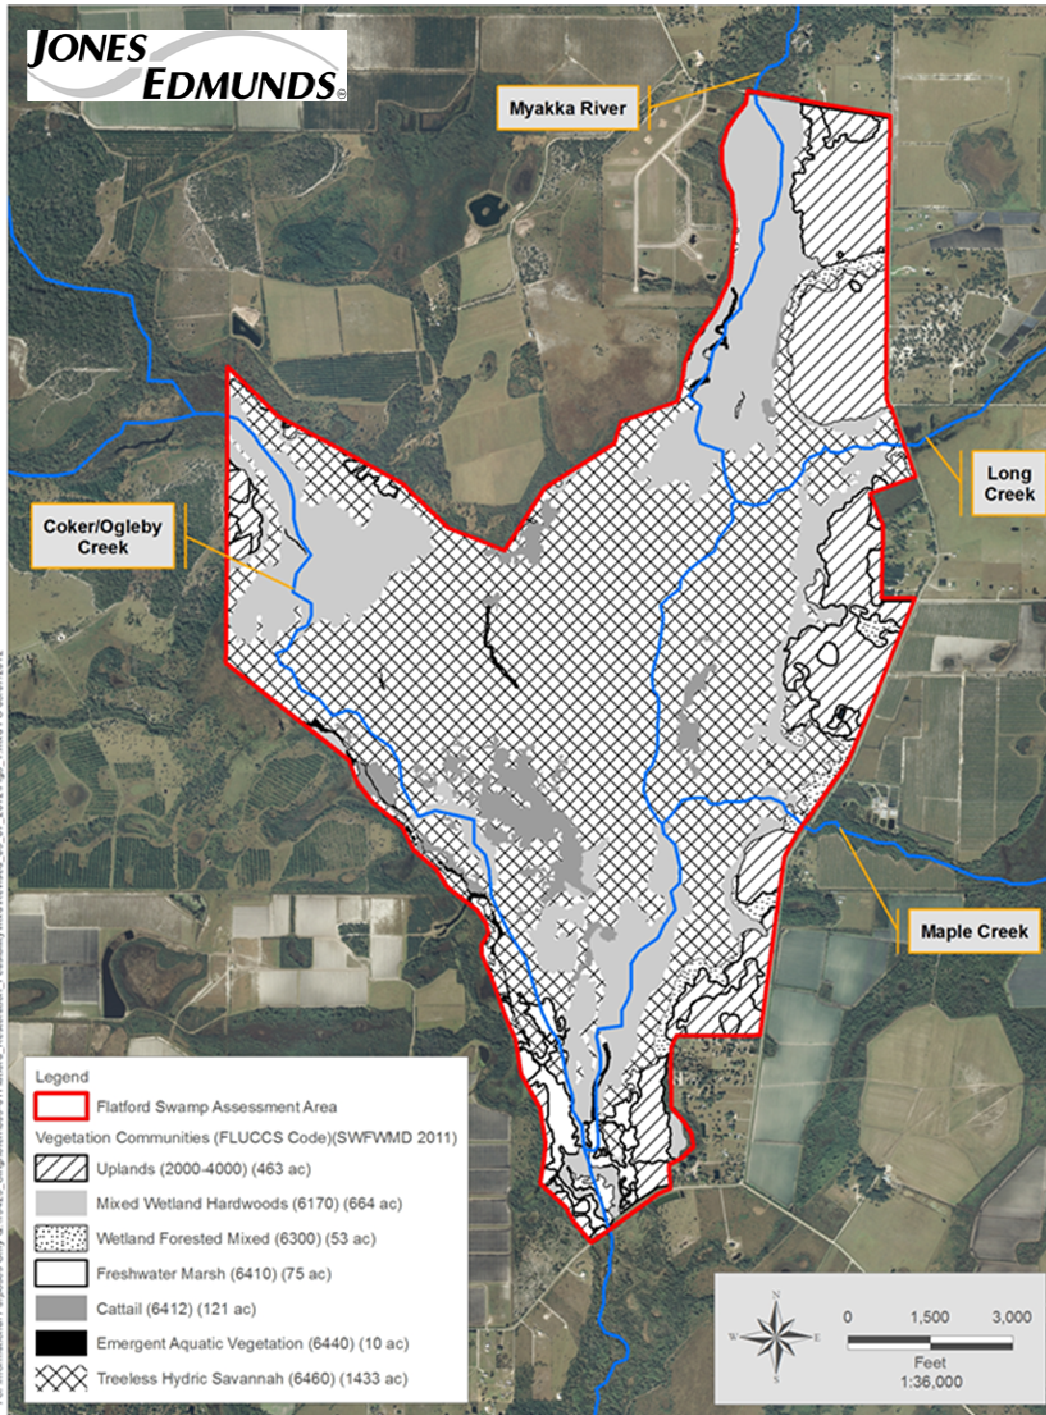 JONES
EDMUNDS®
Myakka River
Long
Creek
Coker/Ogleby
Creek
Maple Creek
Legend
Flatford Swamp Assessment Area
Vegetation Communities (FLUCCS Code)(SWFWMD 2011)
Uplands (2000-4000) (463 ac)
Mixed Wetland Hardwoods (6170) (664 ac)
Wetland Forested Mixed (6300) (53 ac)
Freshwater Marsh (6410) (75 ac)
Cattail (6412) (121 ac)
Emergent Aquatic Vegetation (6440) (10 ac)
Treeless Hydric Savannah (6460) (1433 ac)
N
W E
S
0 1,500 3,000
Feet
1:36,000